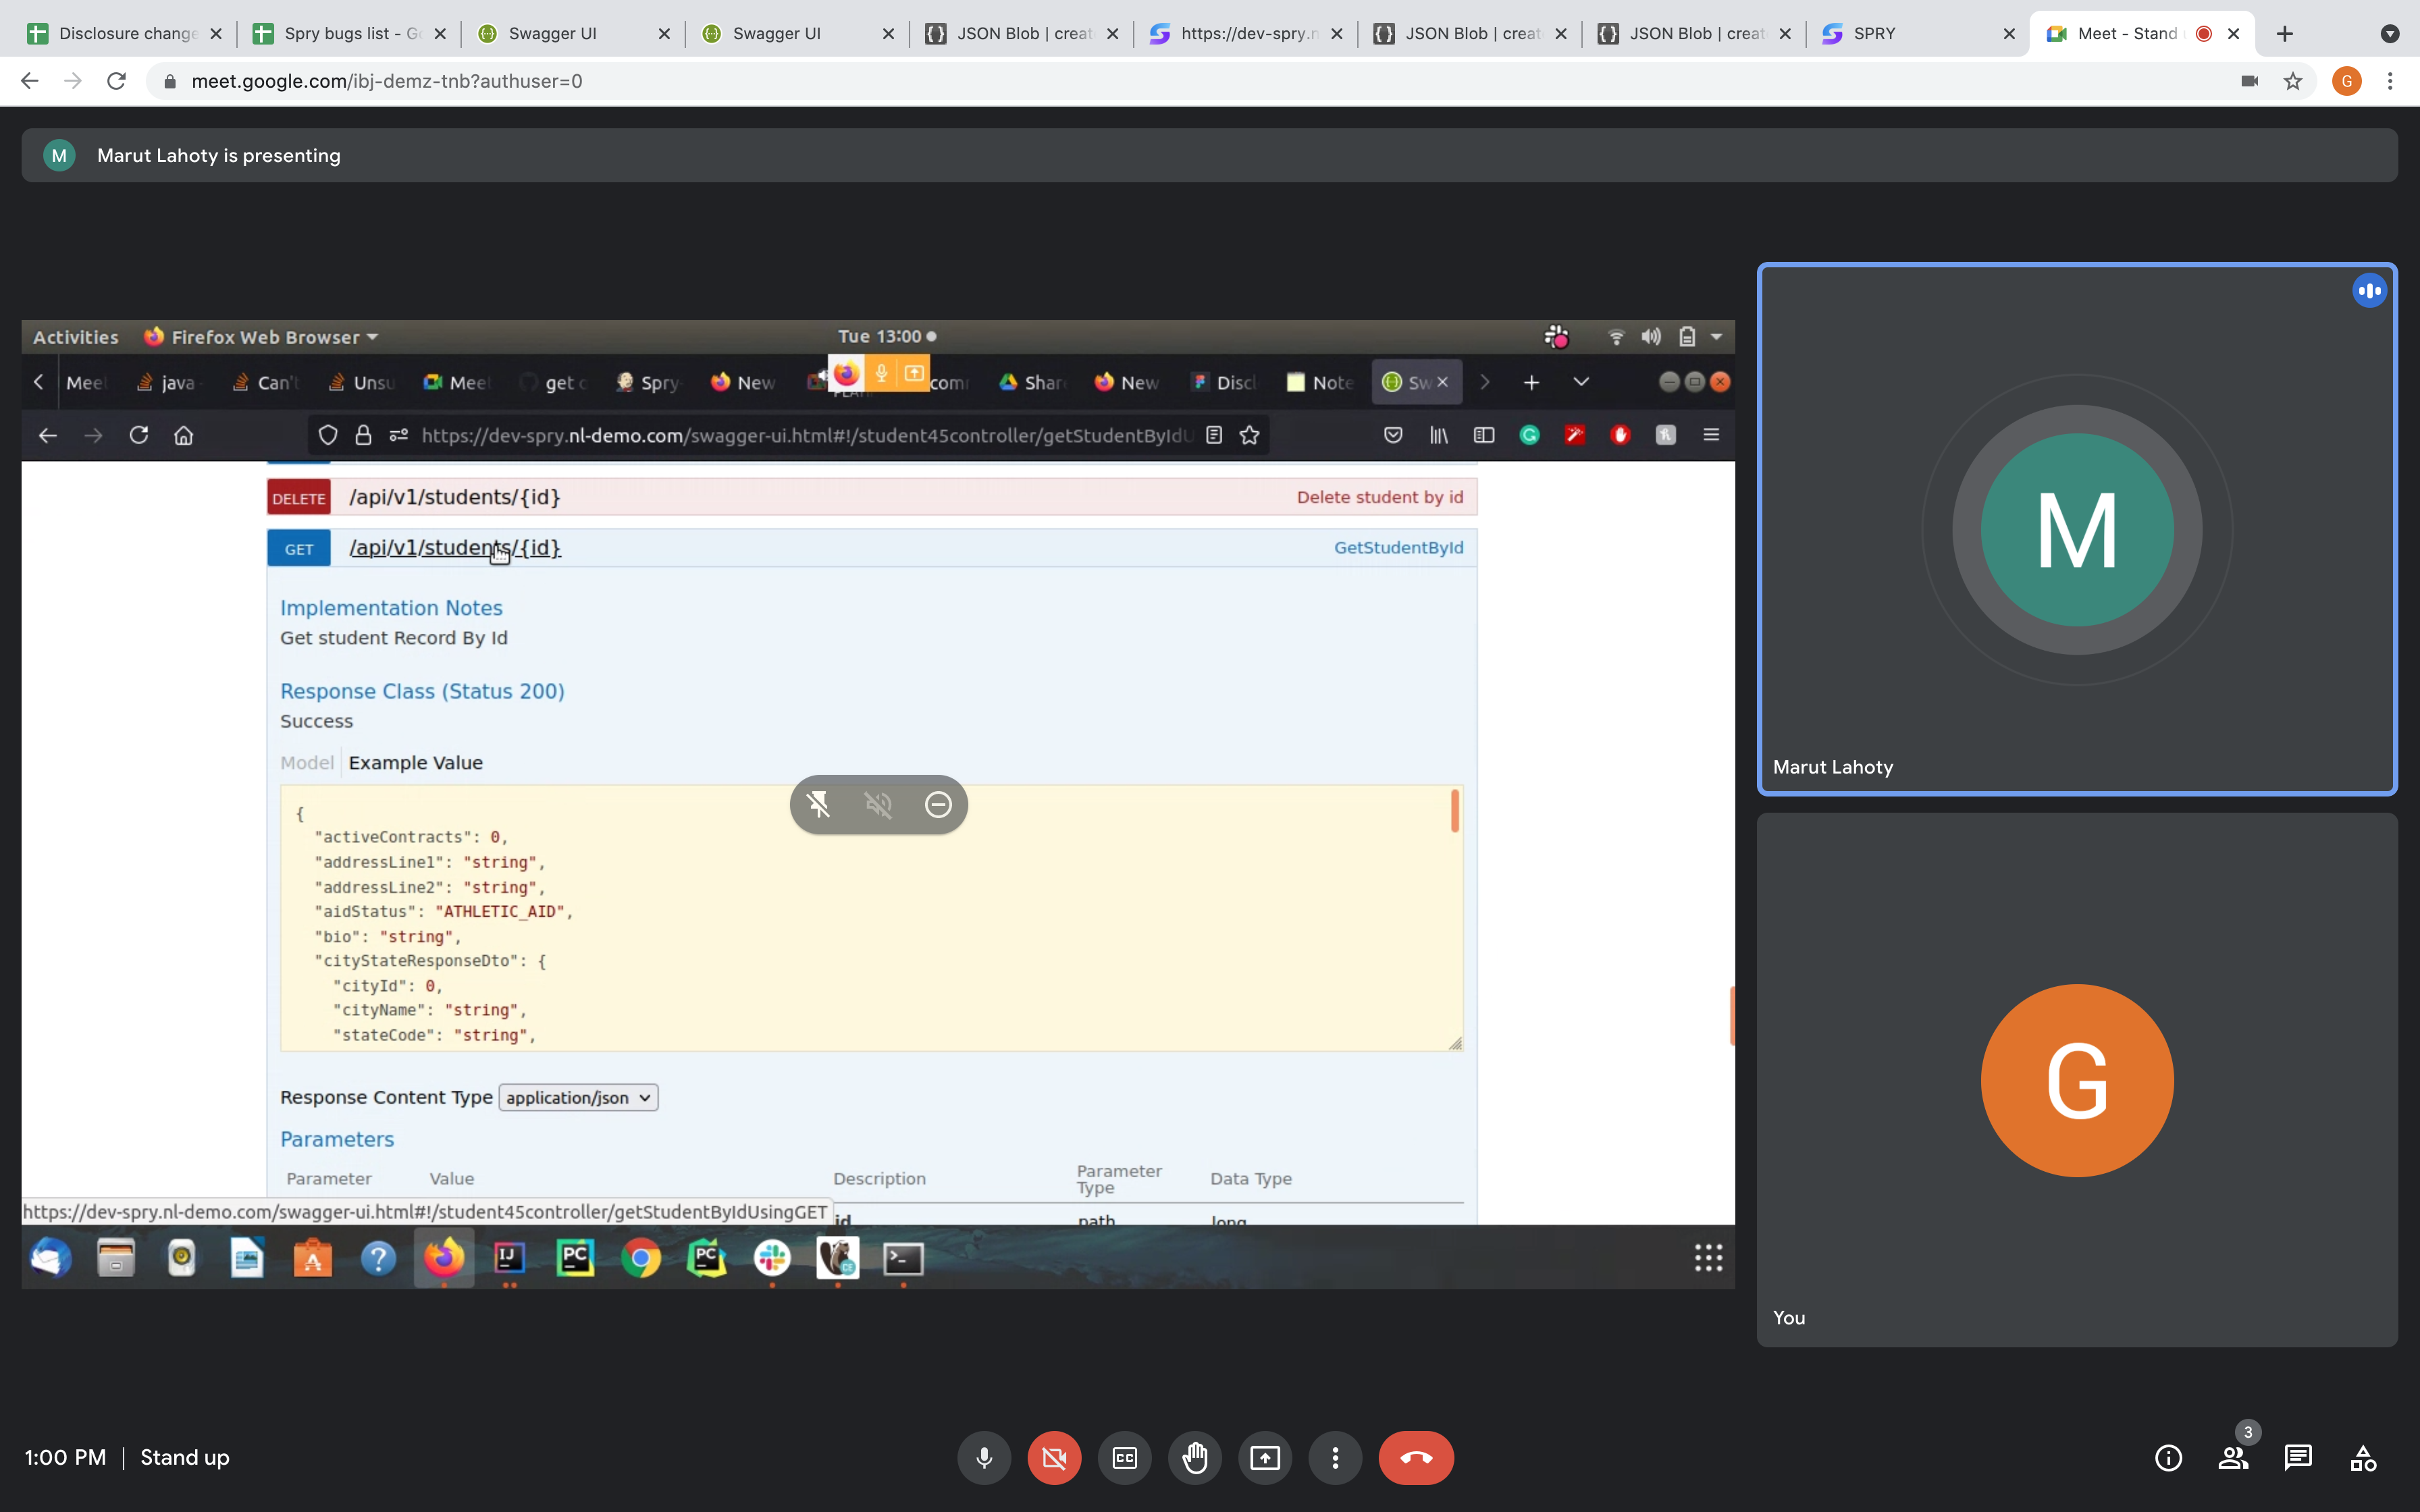 Disclosure change
Spry bugs list - Go
Swagger UI
Swagger UI
JSON Blob | creat
https://dev-spry.n
JSON Blob | creat
JSON Blob | creat
SPRY
Meet - Stand
meet.google.com/ibj-demz-tnb?authuser=0
G
M
Marut Lahoty is presenting
Activities
Firefox Web Browser
Tue 13:00
Meet
java
Can't
Unsu
Meet
get c
Spry
New
com
Shar
New
Discl
Note
Sw
https://dev-spry.nl-demo.com/swagger-ui.html#!/student45controller/getStudentByIdU
DELETE /api/v1/students/{id} Delete student by id
GET /api/v1/students/{id} GetStudentById
Implementation Notes
Get student Record By Id
Response Class (Status 200)
Success
Model Example Value
{
"activeContracts": 0,
"addressLine1": "string",
"addressLine2": "string",
"aidStatus": "ATHLETIC_AID",
"bio": "string",
"cityStateResponseDto": {
"cityId": 0,
"cityName": "string",
"stateCode": "string",
Response Content Type application/json
Parameters
Parameter Value Description Parameter Type Data Type
id path long
https://dev-spry.nl-demo.com/swagger-ui.html#!/student45controller/getStudentByIdUsingGET
IJ
PC
PC
CE
M
Marut Lahoty
G
You
1:00 PM | Stand up
CC
3